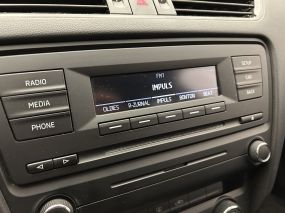 FM1
IMPULS
OLDIES R-ZURNAL IMPULS BONTON BEAT
RADIO
MEDIA
PHONE
SETUP
CAR
BACK